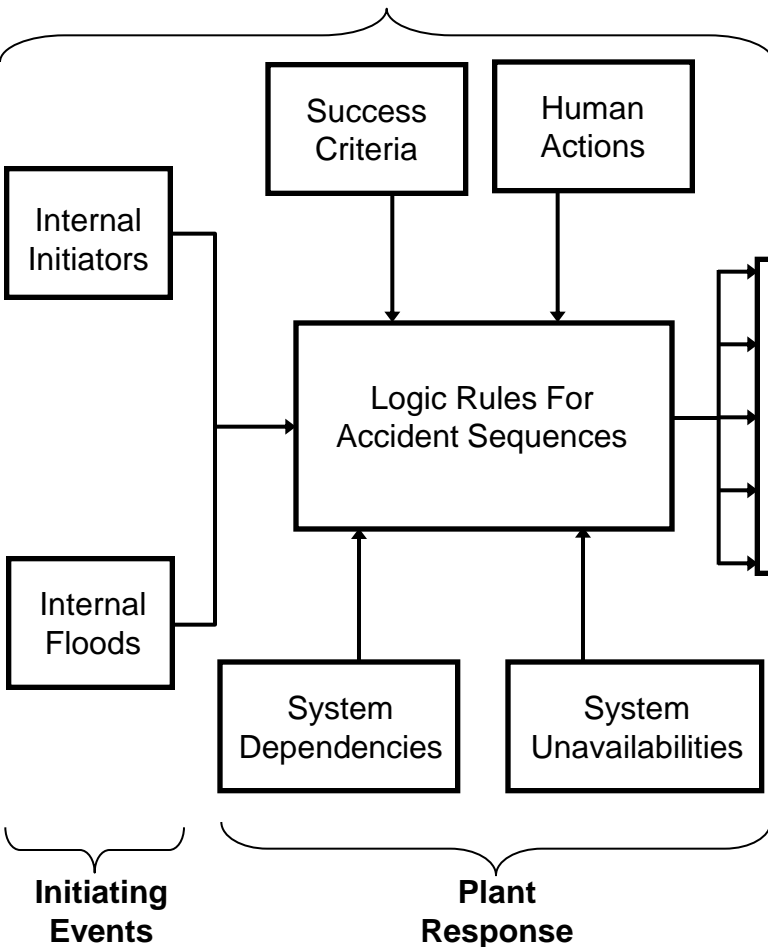 Success
Criteria
Human
Actions
Internal
Initiators
Logic Rules For
Accident Sequences
Internal
Floods
System
Dependencies
System
Unavailabilities
Initiating
Events
Plant
Response